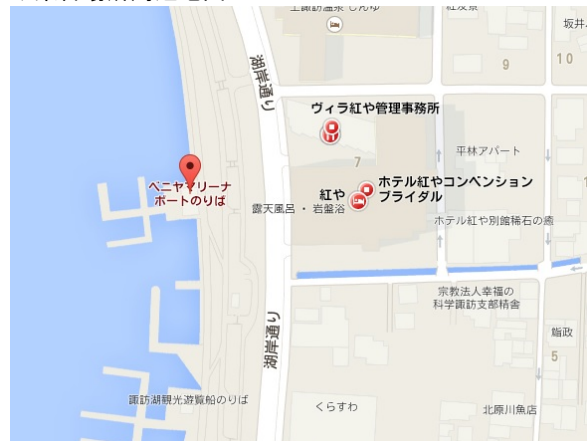 上諏訪温泉 しんゆ
湖岸通り
坂井
9
10
ヴィラ紅や管理事務所
7
平林アパート
ベニヤマリーナ
ボートのりば
紅や
ホテル紅やコンベンション
ブライダル
露天風呂・岩盤浴
ホテル紅や別館稀石の癒
宗教法人幸福の
科学諏訪支部精舎
湖岸通り
鮨政
5
諏訪湖観光遊覧船のりば
くらすわ
北原川魚店